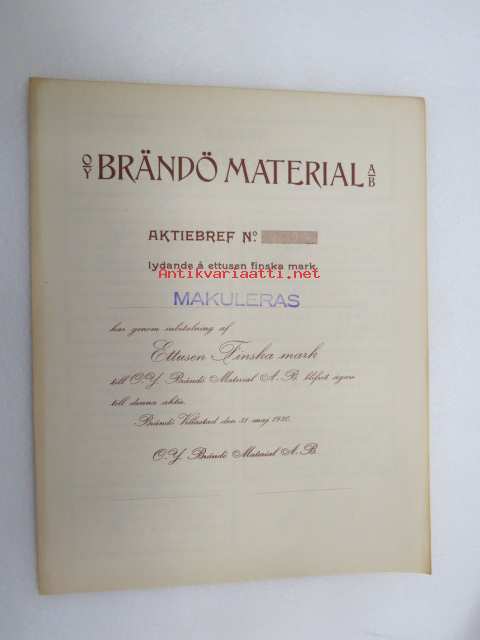 O/Y BRÄNDÖ MATERIAL A/B
AKTIEBREF No.
lydande å ettusen finska mark.
Antikvariaatti.net
MAKULERAS
har genom inbetalning af
Ettusen Finska mark
till O.Y. Brändö Material A.B. blifvit ägare
till denna aktie.
Brändö Villastad den 31 maj 1920.
O.Y. Brändö Material A.B.